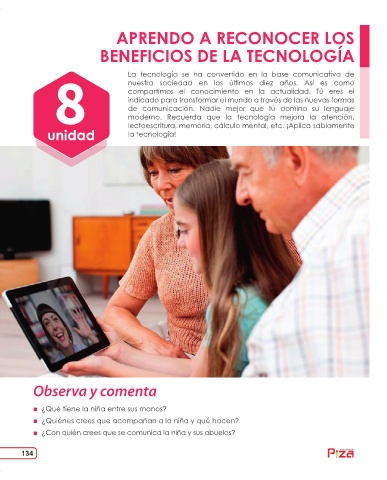 APRENDO A RECONOCER LOS
BENEFICIOS DE LA TECNOLOGÍA
La tecnología se ha convertido en la base comunicativa de
nuestra sociedad en los últimos diez años. Así es como
compartimos el conocimiento en la actualidad. Tú eres el
indicado para transformar el mundo a través de las nuevas formas
de comunicación. Nadie mejor que tú domina su lenguaje
moderno. Recuerda que la tecnología mejora la atención,
lectoescritura, memoria, cálculo mental, etc. ¡Aplica sabiamente
la tecnología!
8
unidad
Observa y comenta
¿Qué tiene la niña entre sus manos?
¿Quiénes crees que acompañan a la niña y qué hacen?
¿Con quién crees que se comunica la niña y sus abuelos?
134
Piza